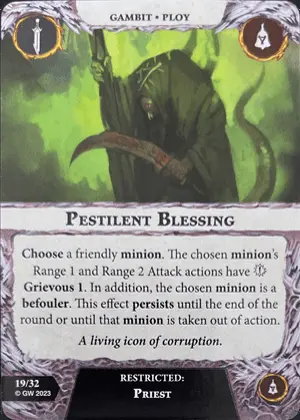 GAMBIT • PLOY
PESTILENT BLESSING
Choose a friendly minion. The chosen minion's
Range 1 and Range 2 Attack actions have
Grievous 1. In addition, the chosen minion is a
befouler. This effect persists until the end of the
round or until that minion is taken out of action.
A living icon of corruption.
19/32
© GW 2023
RESTRICTED:
PRIEST